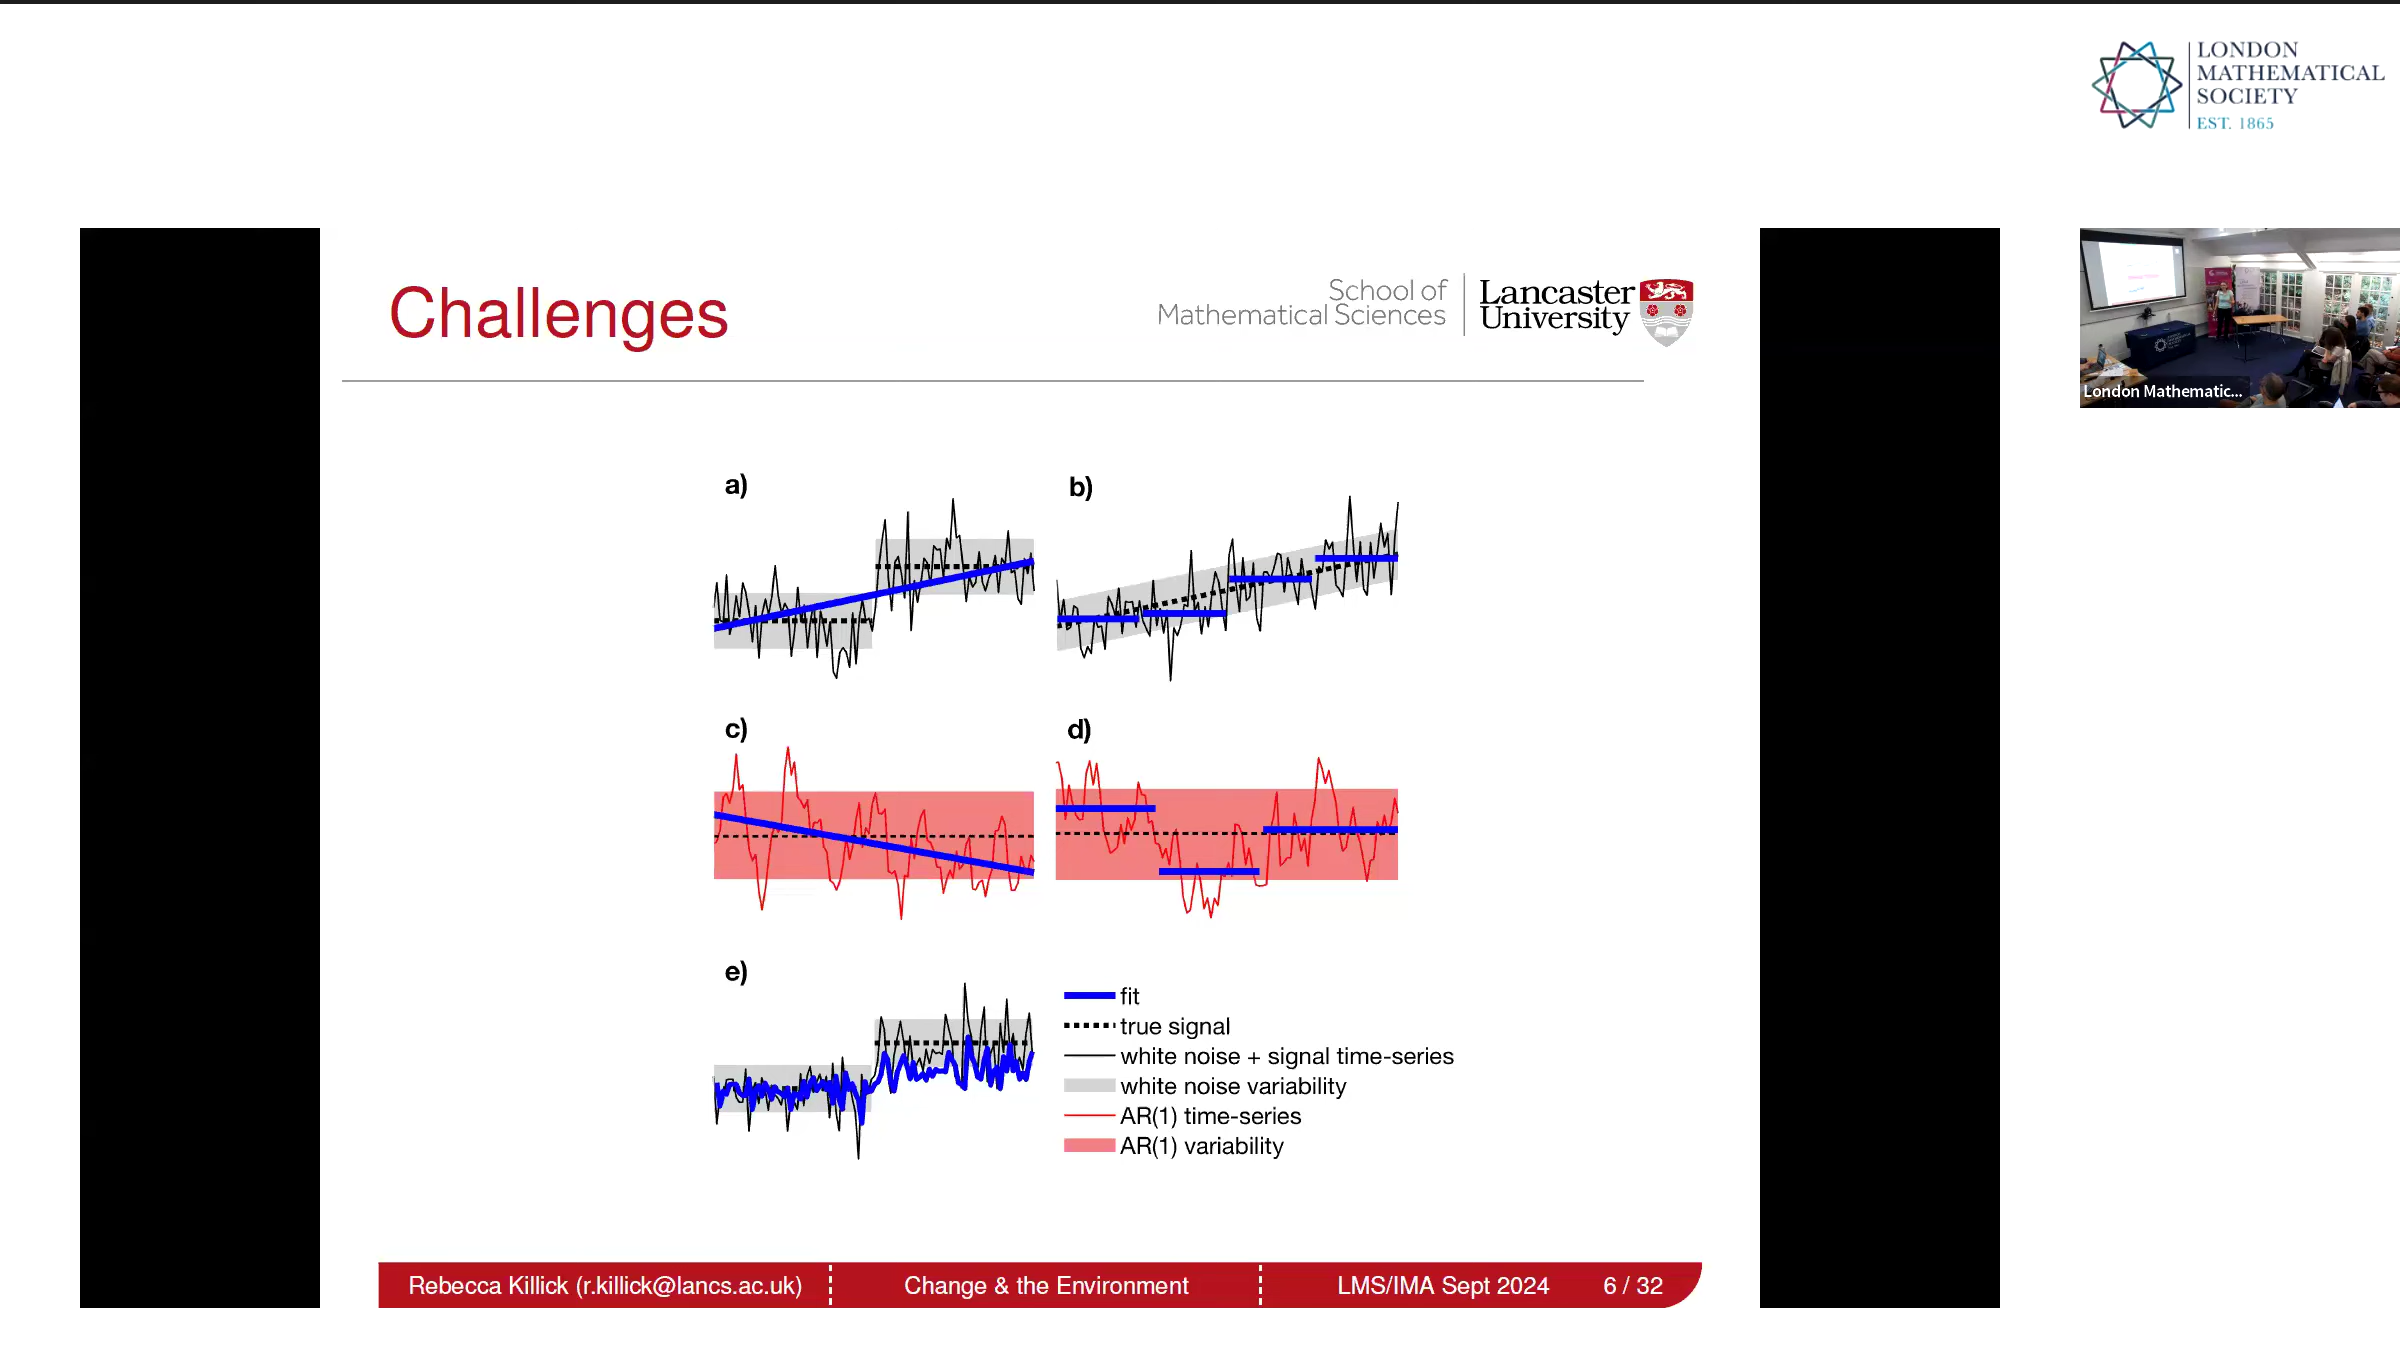 LONDON
MATHEMATICAL
SOCIETY
EST. 1865
Challenges
School of
Mathematical Sciences
Lancaster
University
London Mathematic...
a)
b)
c)
d)
e)
fit
true signal
white noise + signal time-series
white noise variability
AR(1) time-series
AR(1) variability
Rebecca Killick (r.killick@lancs.ac.uk)
Change & the Environment
LMS/IMA Sept 2024
6 / 32